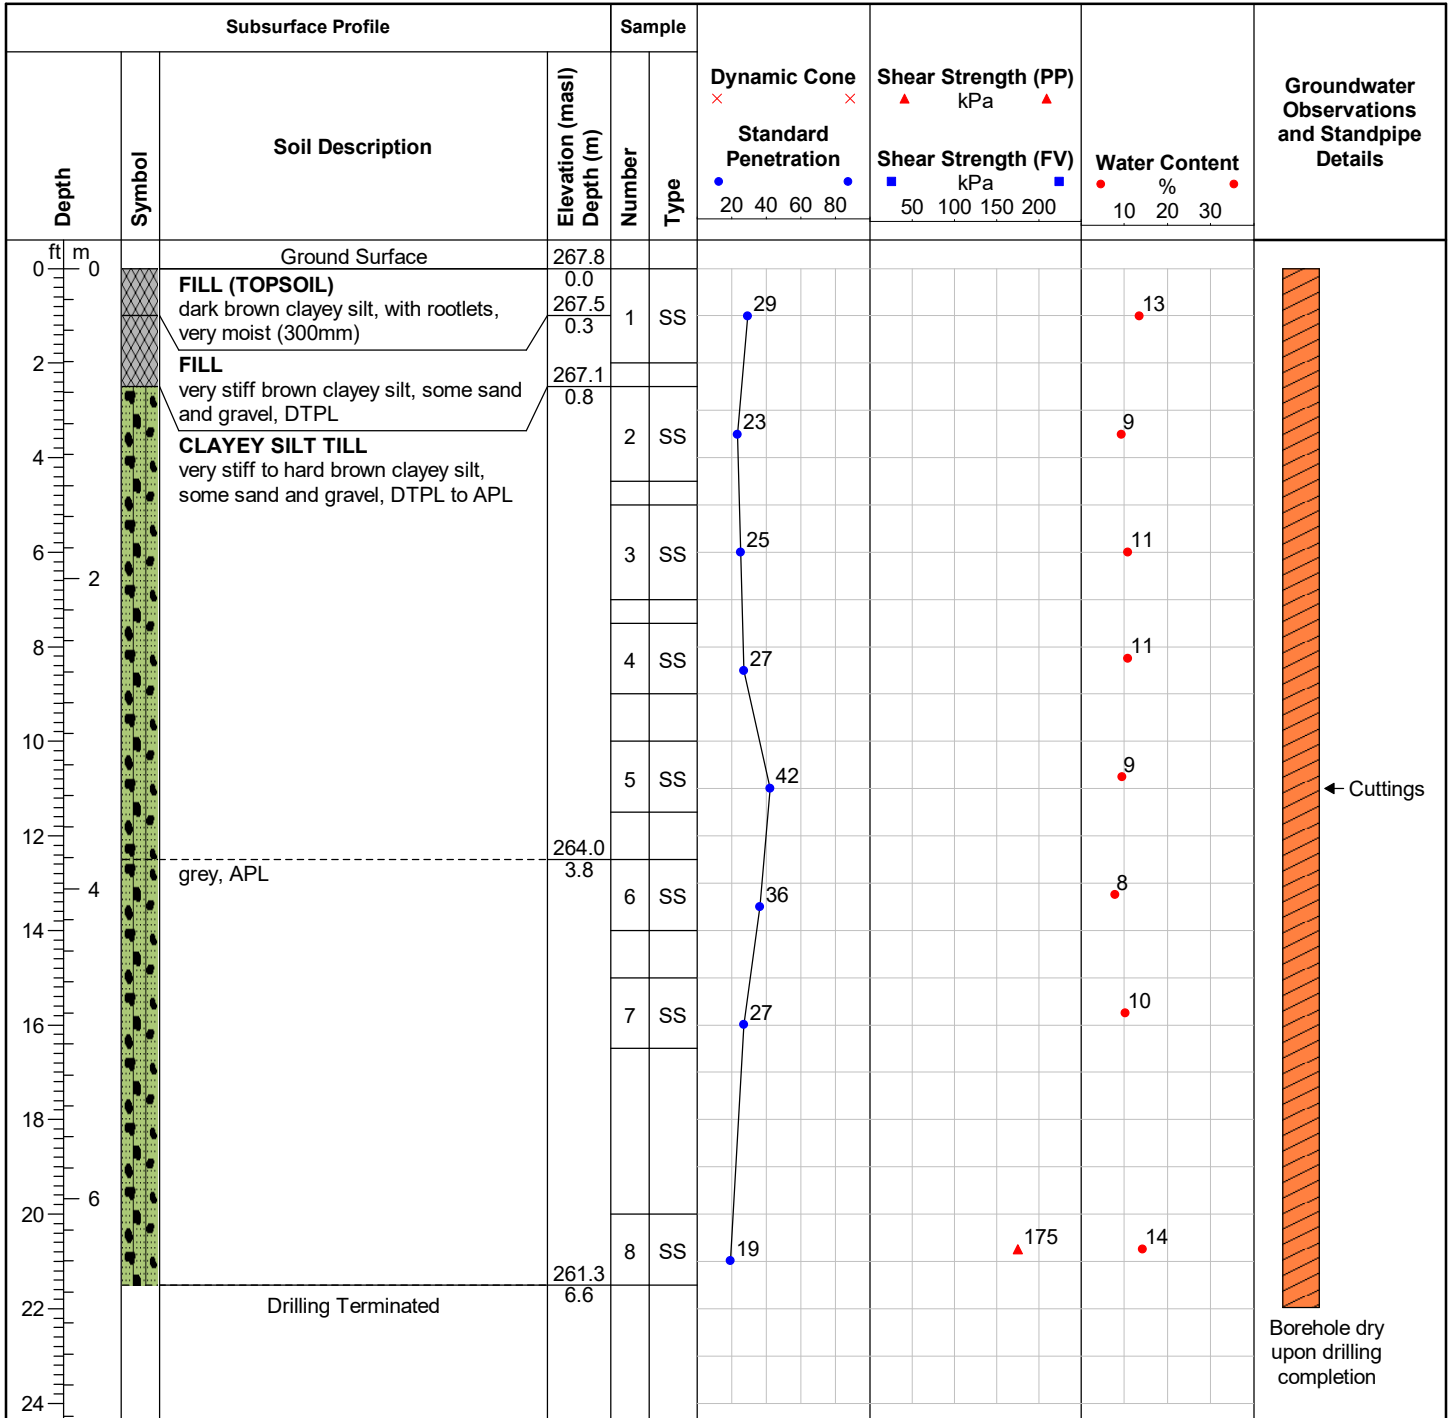 Subsurface Profile
Sample
Depth
Symbol
Soil Description
Elevation (masl)
Depth (m)
Number
Type
Dynamic Cone
Standard
Penetration
20 40 60 80
Shear Strength (PP)
kPa
Shear Strength (FV)
kPa
50 100 150 200
Water Content
%
10 20 30
Groundwater
Observations
and Standpipe
Details
ft m
Ground Surface
267.8
0 0
0.0
FILL (TOPSOIL)
dark brown clayey silt, with rootlets,
very moist (300mm)
267.5
0.3
1 SS
29
13
2
FILL
very stiff brown clayey silt, some sand
and gravel, DTPL
267.1
0.8
2 SS
23
9
CLAYEY SILT TILL
very stiff to hard brown clayey silt,
some sand and gravel, DTPL to APL
4
6
2
3 SS
25
11
8
4 SS
27
11
10
5 SS
42
9
Cuttings
12
264.0
3.8
grey, APL
4
6 SS
36
8
14
7 SS
27
10
16
18
6
20
8 SS
19
175
14
261.3
6.6
Drilling Terminated
22
Borehole dry
upon drilling
completion
24